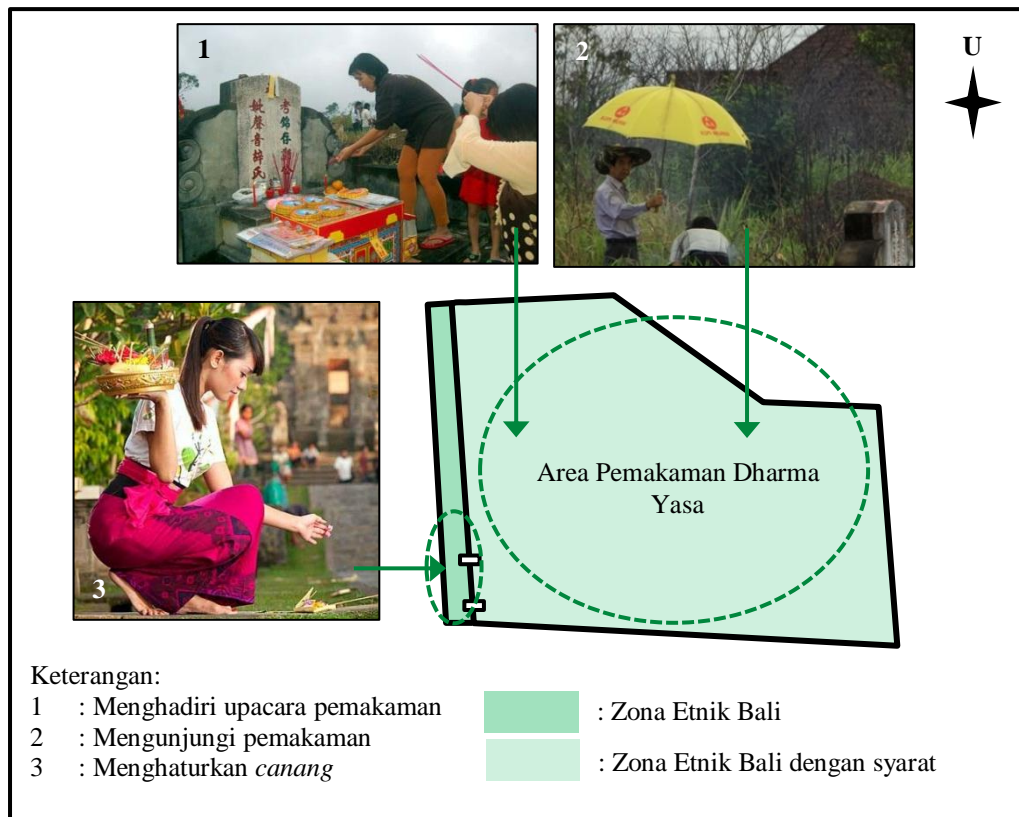 1
2
U
3
Area Pemakaman Dharma
Yasa
Keterangan:
1 : Menghadiri upacara pemakaman
2 : Mengunjungi pemakaman
3 : Menghaturkan canang
: Zona Etnik Bali
: Zona Etnik Bali dengan syarat